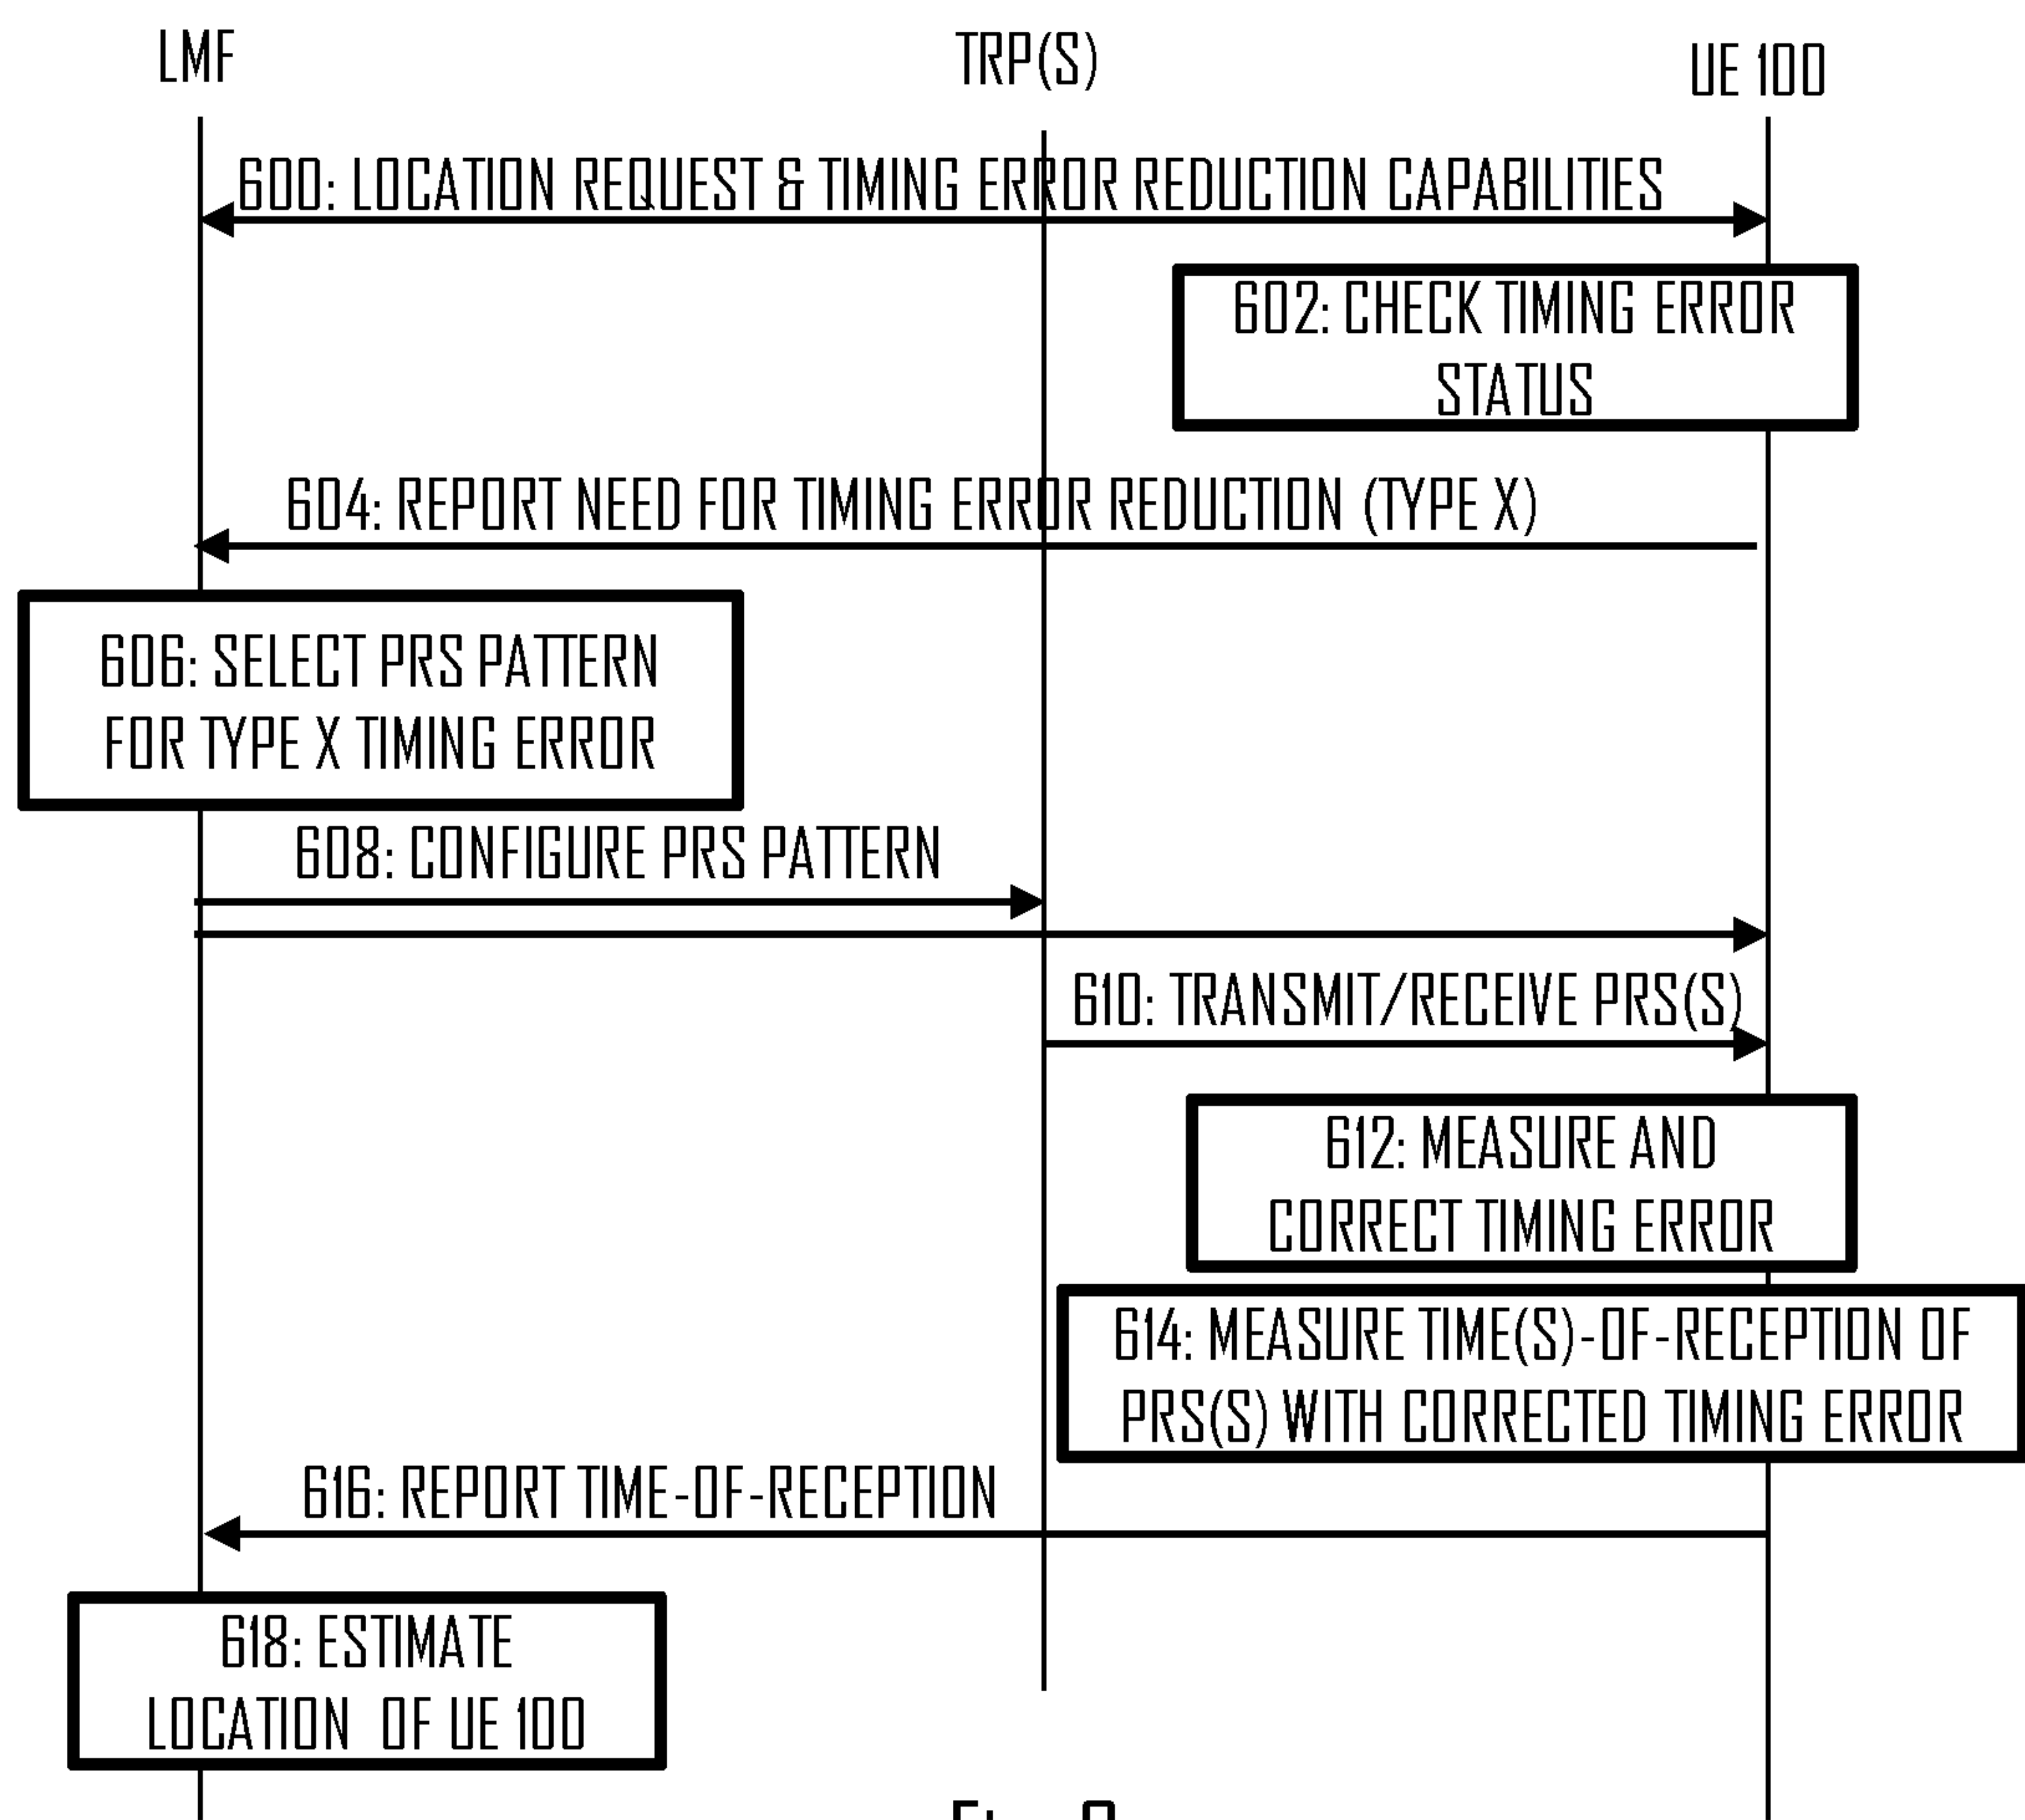 LMF
TRP(S)
UE 100
600: LOCATION REQUEST & TIMING ERROR REDUCTION CAPABILITIES
602: CHECK TIMING ERROR
STATUS
604: REPORT NEED FOR TIMING ERROR REDUCTION (TYPE X)
606: SELECT PRS PATTERN
FOR TYPE X TIMING ERROR
608: CONFIGURE PRS PATTERN
610: TRANSMIT/RECEIVE PRS(S)
612: MEASURE AND
CORRECT TIMING ERROR
614: MEASURE TIME(S)-OF-RECEPTION OF
PRS(S) WITH CORRECTED TIMING ERROR
616: REPORT TIME-OF-RECEPTION
618: ESTIMATE
LOCATION OF UE 100